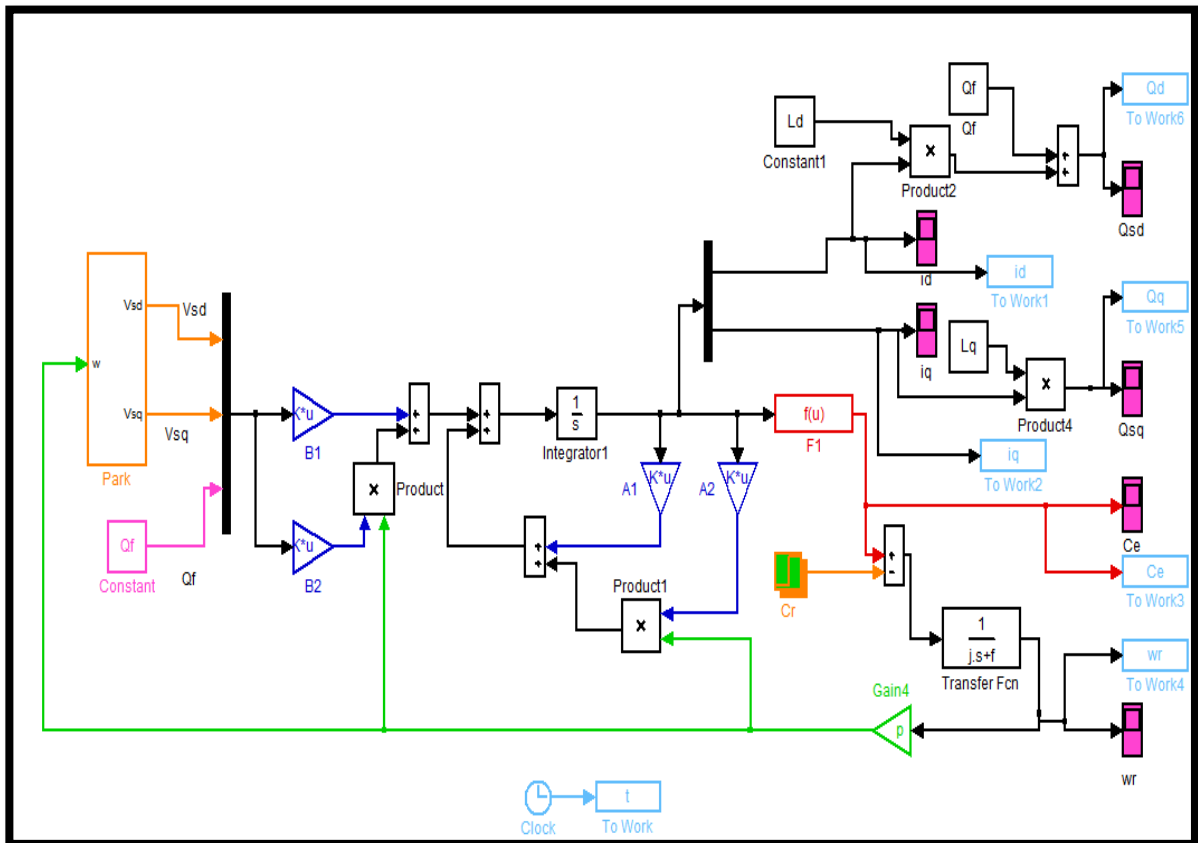 Qf
Qf
Qd
To Work6
Ld
Constant1
×
Product2
+
+
Qsd
id
id
To Work1
Qq
To Work5
Lq
iq
×
Product4
Qsq
iq
To Work2
Vsd
Vsd
w
Vsq
Vsq
Park
Qf
Constant
Qf
K*u
B1
K*u
B2
+
+
×
Product
+
+
1
s
Integrator1
K*u
A1
K*u
A2
f(u)
F1
+
+
Product1
×
Cr
+
-
Ce
Ce
To Work3
1
j.s+f
Transfer Fcn
wr
To Work4
Gain4
p
wr
Clock
t
To Work